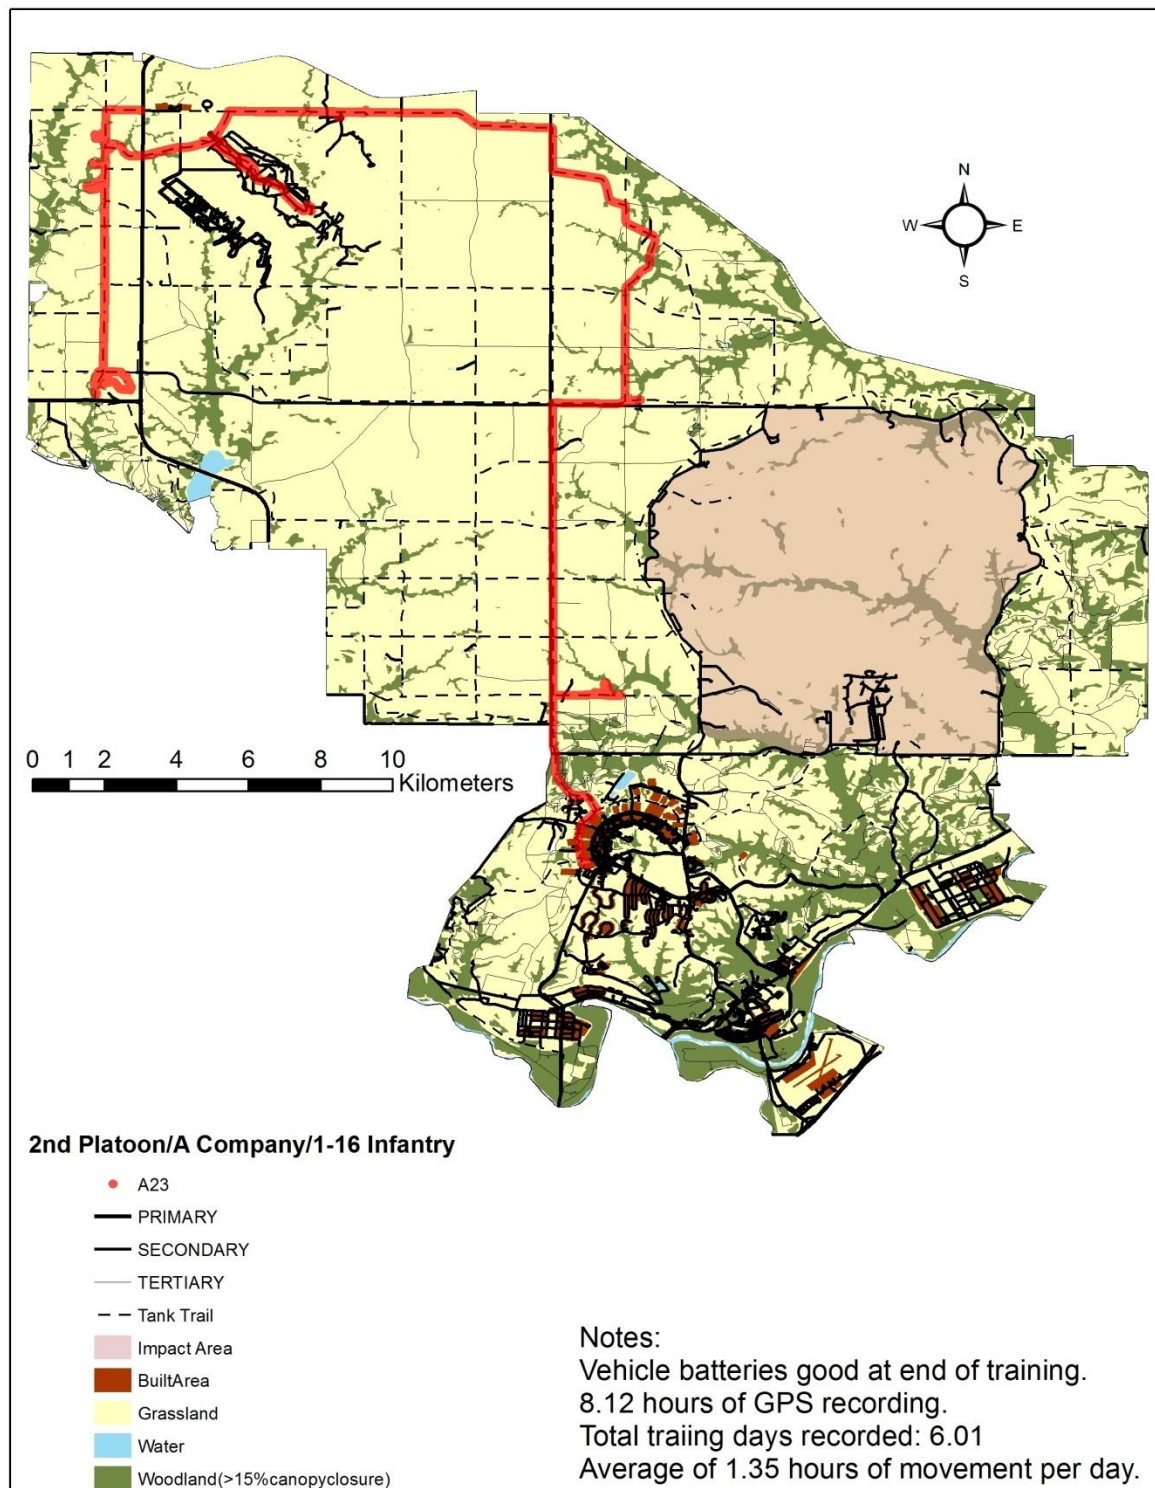 N
W E
S
0 1 2 4 6 8 10
Kilometers
2nd Platoon/A Company/1-16 Infantry
A23
PRIMARY
SECONDARY
TERTIARY
Tank Trail
Impact Area
BuiltArea
Grassland
Water
Woodland(>15%canopyclosure)
Notes:
Vehicle batteries good at end of training.
8.12 hours of GPS recording.
Total traiing days recorded: 6.01
Average of 1.35 hours of movement per day.